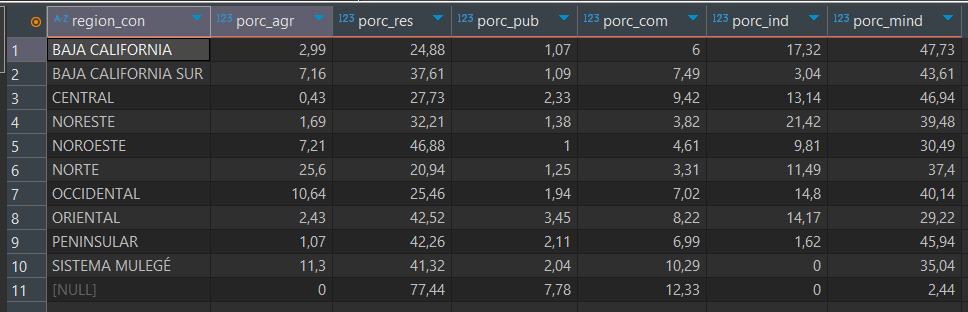 A-Z region_con 123 porc_agr 123 porc_res 123 porc_pub 123 porc_com 123 porc_ind 123 porc_mind
1 BAJA CALIFORNIA 2,99 24,88 1,07 6 17,32 47,73
2 BAJA CALIFORNIA SUR 7,16 37,61 1,09 7,49 3,04 43,61
3 CENTRAL 0,43 27,73 2,33 9,42 13,14 46,94
4 NORESTE 1,69 32,21 1,38 3,82 21,42 39,48
5 NOROESTE 7,21 46,88 1 4,61 9,81 30,49
6 NORTE 25,6 20,94 1,25 3,31 11,49 37,4
7 OCCIDENTAL 10,64 25,46 1,94 7,02 14,8 40,14
8 ORIENTAL 2,43 42,52 3,45 8,22 14,17 29,22
9 PENINSULAR 1,07 42,26 2,11 6,99 1,62 45,94
10 SISTEMA MULEGÉ 11,3 41,32 2,04 10,29 0 35,04
11 [NULL] 0 77,44 7,78 12,33 0 2,44